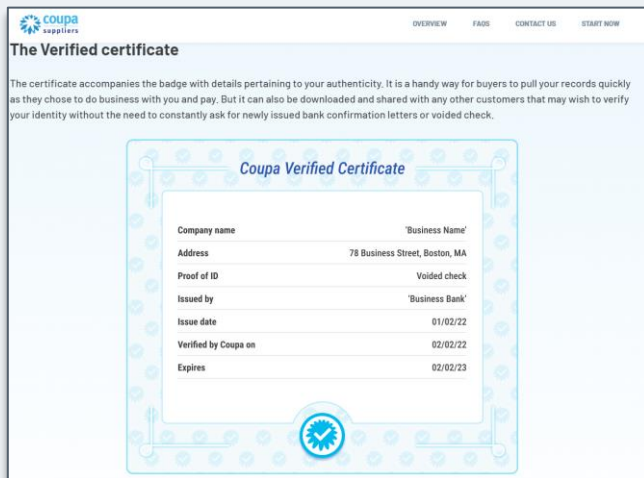 coupa
suppliers
OVERVIEW FAQS CONTACT US START NOW
The Verified certificate
The certificate accompanies the badge with details pertaining to your authenticity. It is a handy way for buyers to pull your records quickly
as they chose to do business with you and pay. But it can also be downloaded and shared with any other customers that may wish to verify
your identity without the need to constantly ask for newly issued bank confirmation letters or voided check.
Coupa Verified Certificate
Company name 'Business Name'
Address 78 Business Street, Boston, MA
Proof of ID Voided check
Issued by 'Business Bank'
Issue date 01/02/22
Verified by Coupa on 02/02/22
Expires 02/02/23